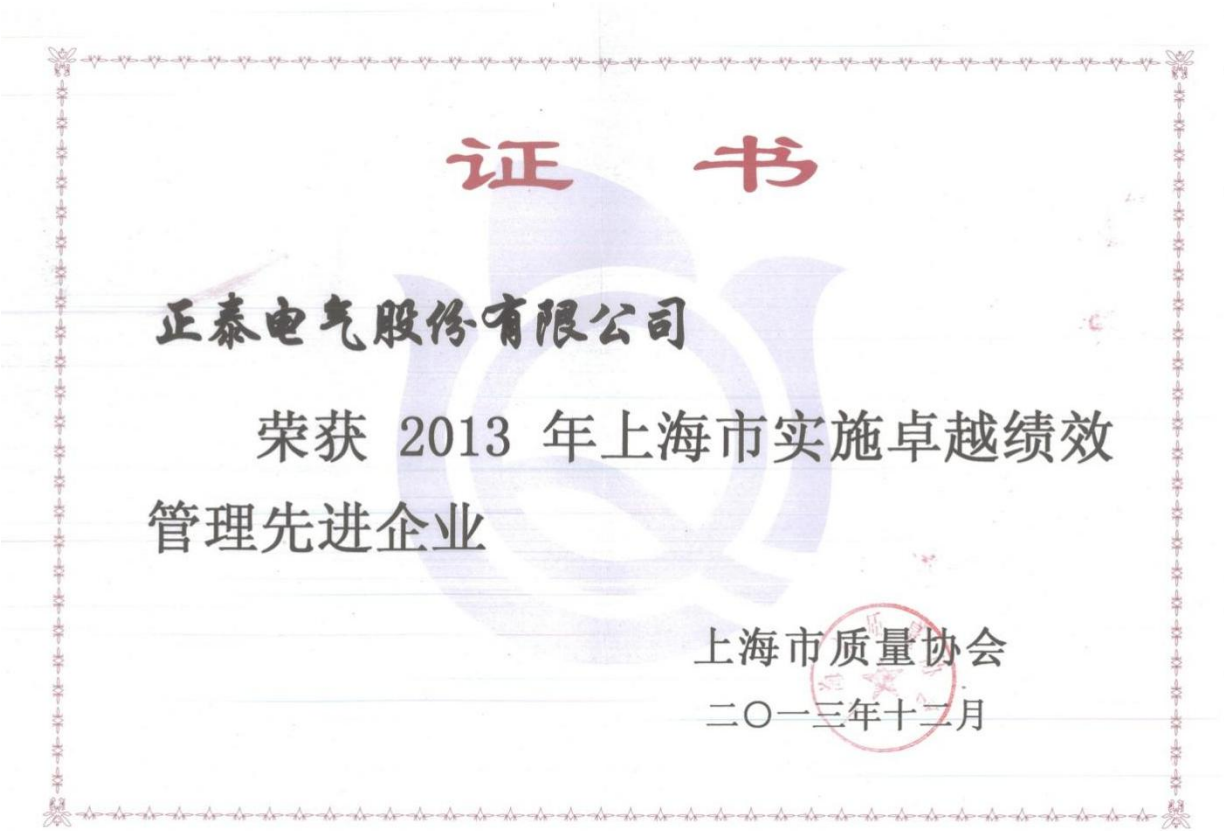 证 书
正泰电气股份有限公司
荣获 2013 年上海市实施卓越绩效
管理先进企业
上海市质量协会
二〇一三年十二月